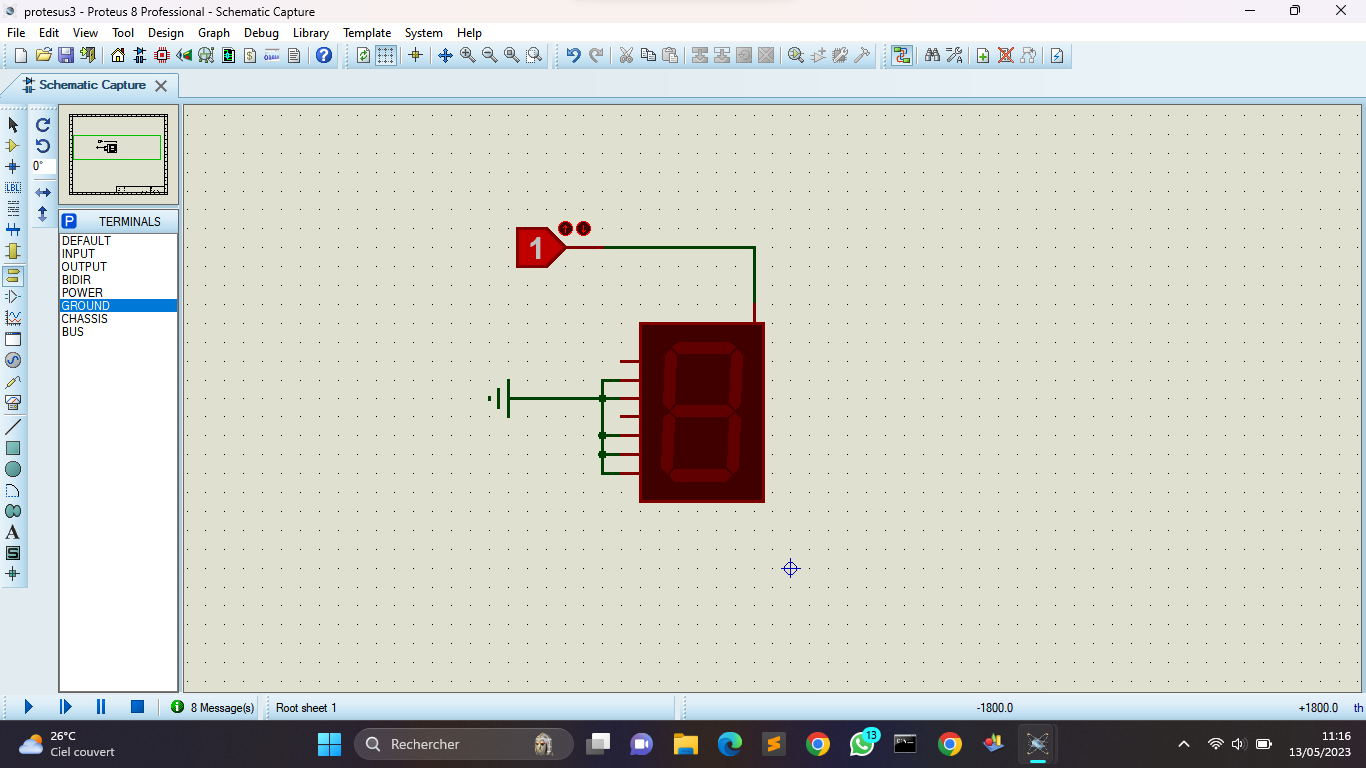 protesus3 - Proteus 8 Professional - Schematic Capture
File Edit View Tool Design Graph Debug Library Template System Help
Schematic Capture
0°
LBL
P TERMINALS
DEFAULT
INPUT
OUTPUT
BIDIR
POWER
GROUND
CHASSIS
BUS
A
S
1
8 Message(s) Root sheet 1 -1800.0 +1800.0 th
26°C
Ciel couvert
Rechercher
13
11:16
13/05/2023